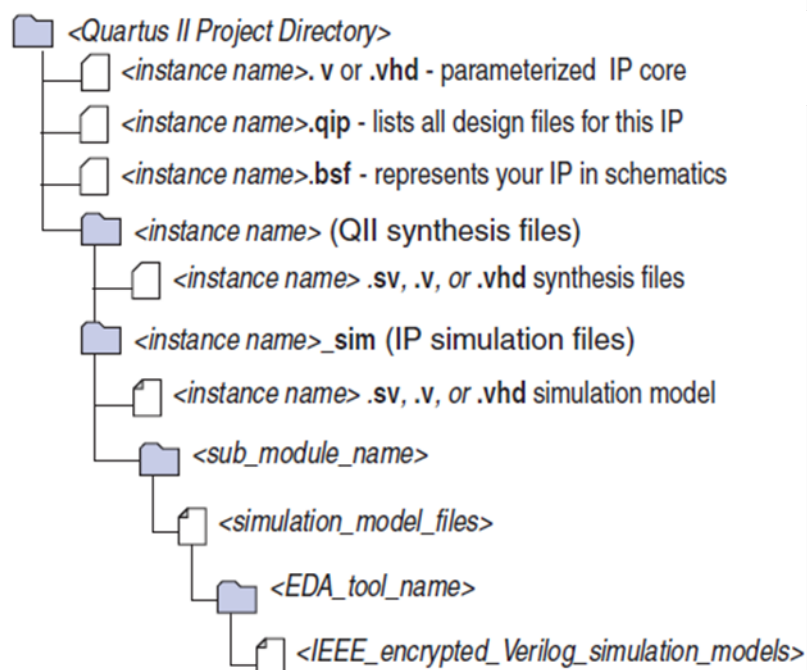 <Quartus II Project Directory>
<instance name>. v or .vhd - parameterized IP core
<instance name>.qip - lists all design files for this IP
<instance name>.bsf - represents your IP in schematics
<instance name> (QII synthesis files)
<instance name> .sv, .v, or .vhd synthesis files
<instance name>_sim (IP simulation files)
<instance name> .sv, .v, or .vhd simulation model
<sub_module_name>
<simulation_model_files>
<EDA_tool_name>
<IEEE_encrypted_Verilog_simulation_models>